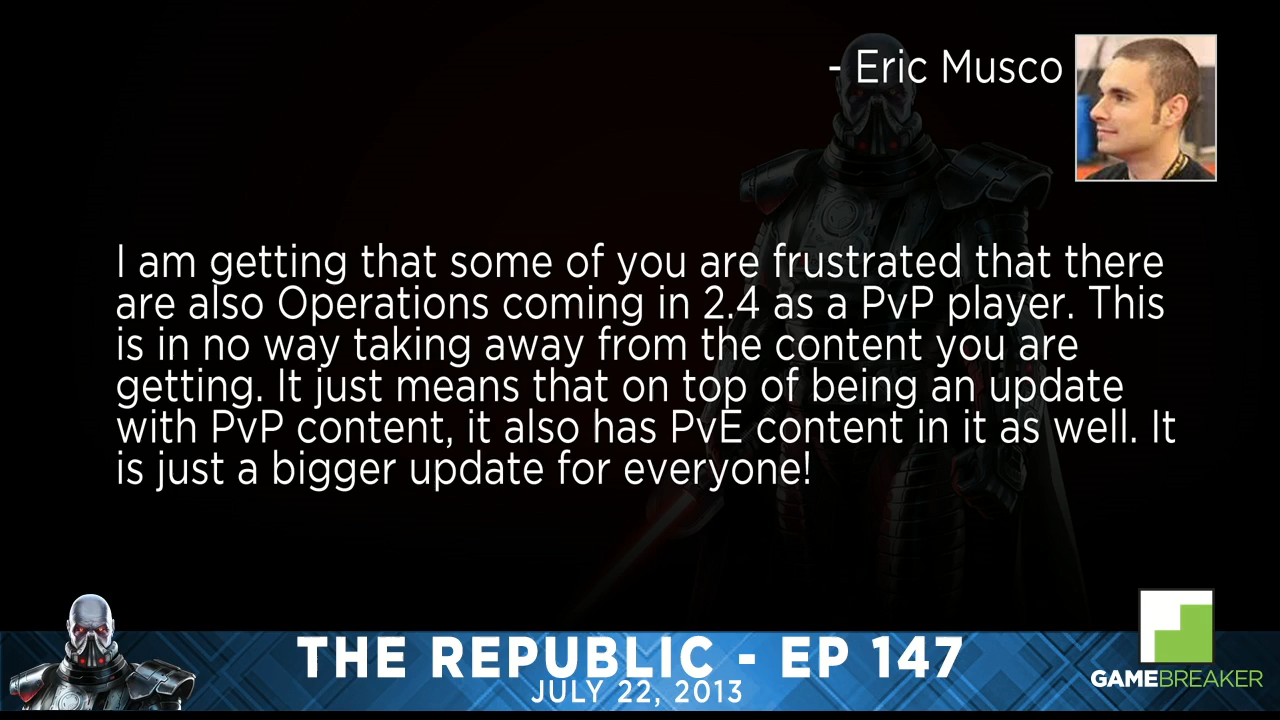 - Eric Musco
I am getting that some of you are frustrated that there
are also Operations coming in 2.4 as a PvP player. This
is in no way taking away from the content you are
getting. It just means that on top of being an update
with PvP content, it also has PvE content in it as well. It
is just a bigger update for everyone!
THE REPUBLIC - EP 147
JULY 22, 2013
GAMEBREAKER